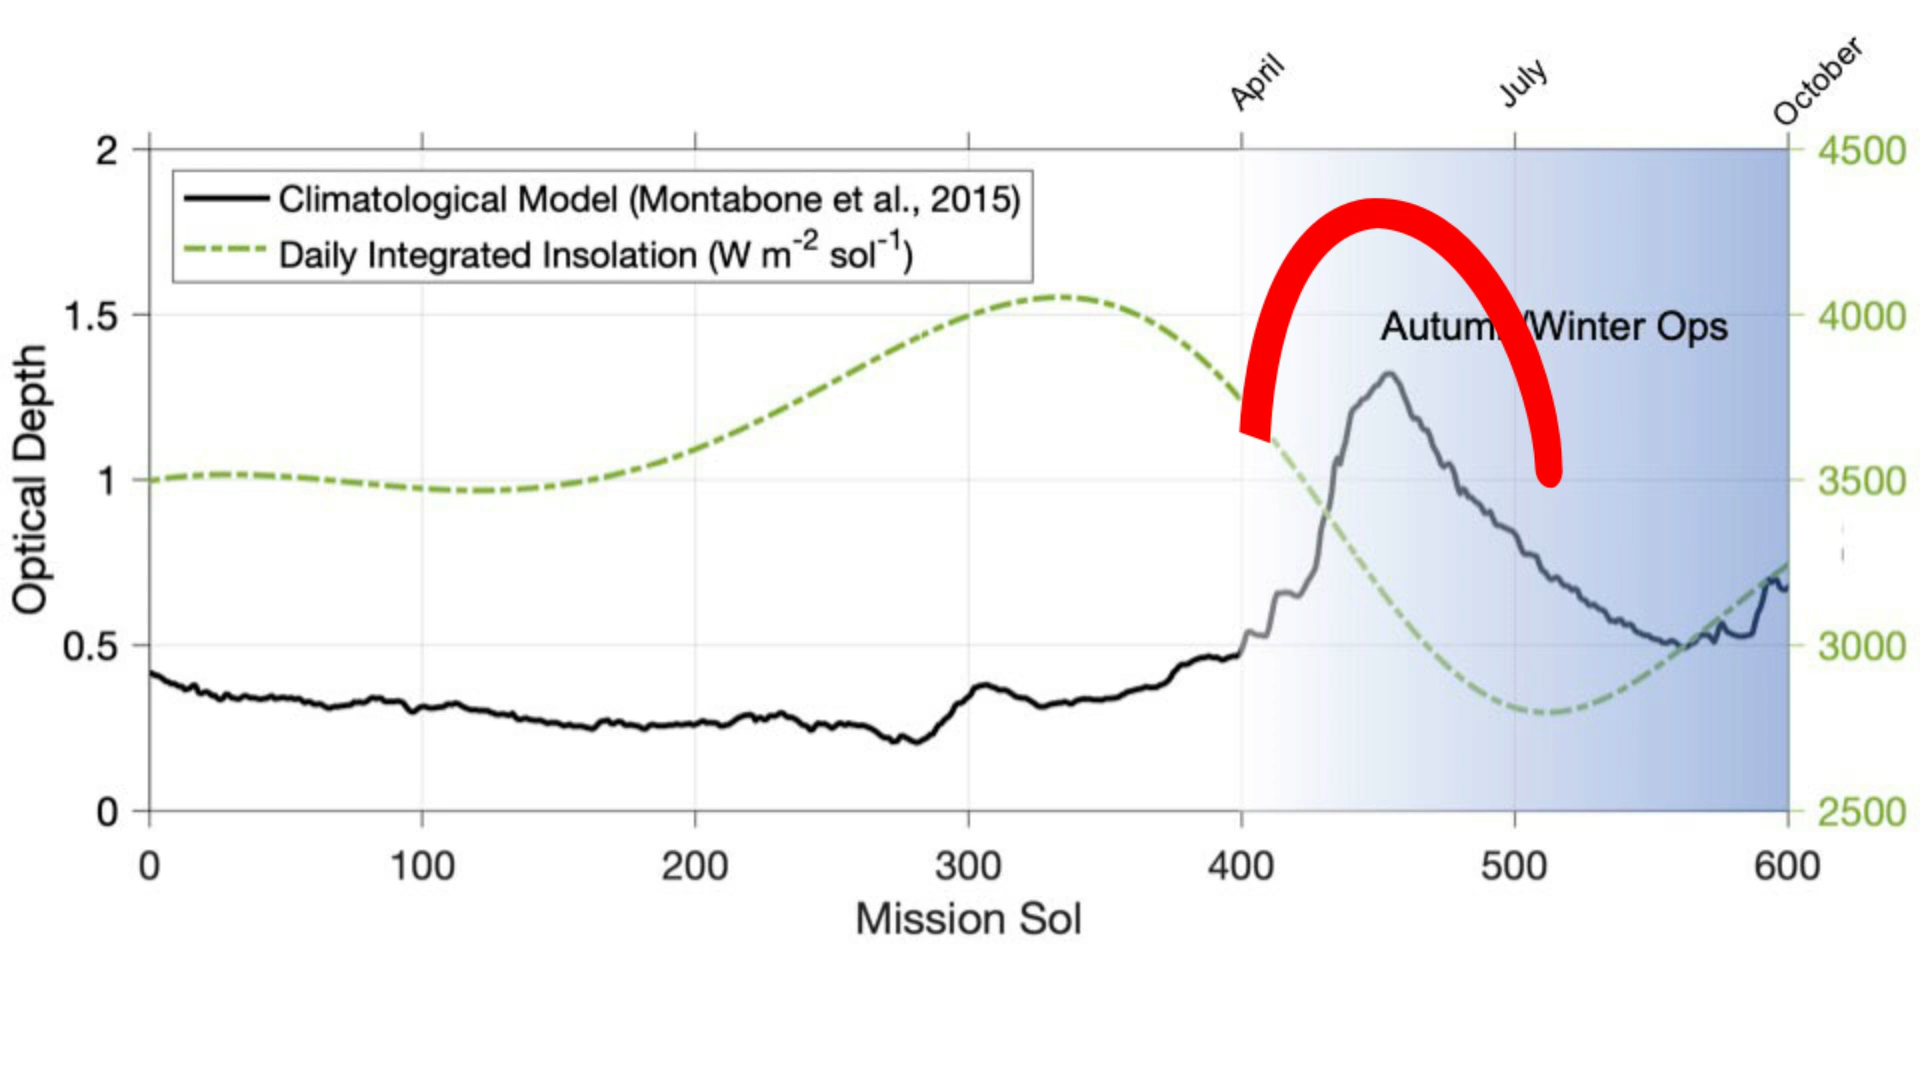 April
July
October
2
4500
Climatological Model (Montabone et al., 2015)
Daily Integrated Insolation (W m⁻² sol⁻¹)
1.5
4000
Winter Ops
Optical Depth
1
3500
0.5
3000
0
2500
0 100 200 300 400 500 600
Mission Sol